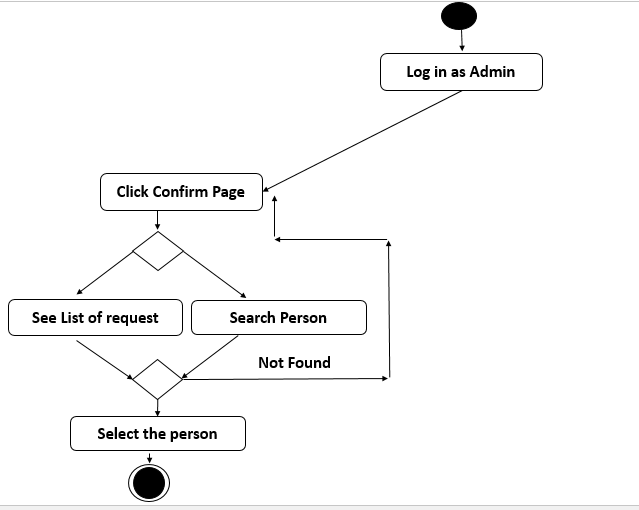 Log in as Admin
Click Confirm Page
See List of request
Search Person
Not Found
Select the person